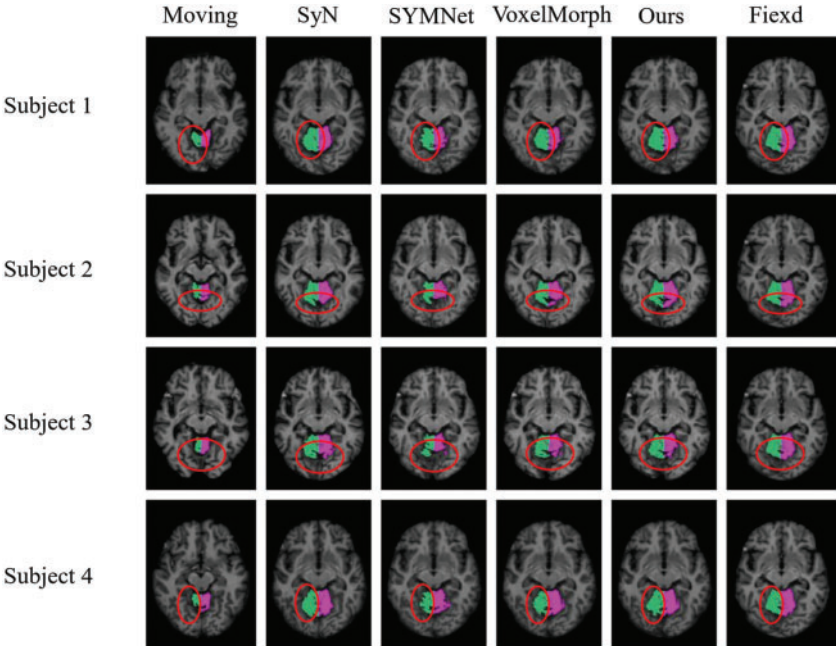 Moving SyN SYMNet VoxelMorph Ours Fiexd
Subject 1
Subject 2
Subject 3
Subject 4